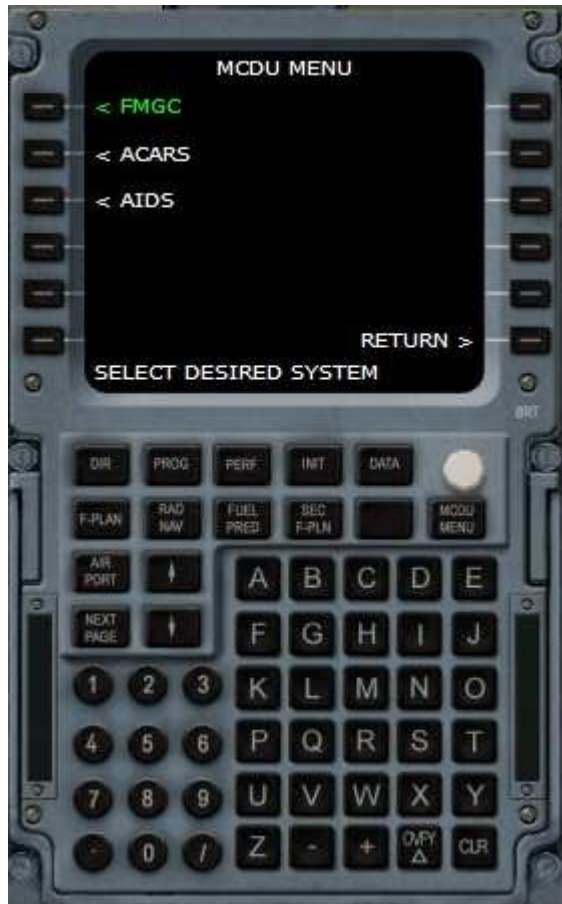 MCDU MENU
< FMGC
< ACARS
< AIDS
RETURN >
SELECT DESIRED SYSTEM
BRT
DIR PROG PERF INIT DATA
F-PLAN RAD NAV FUEL PRED SEC F-PLN MCDU MENU
AIR PORT
NEXT PAGE
A B C D E
F G H I J
1 2 3 K L M N O
4 5 6 P Q R S T
7 8 9 U V W X Y
. 0 / Z - + OVFY Δ CLR